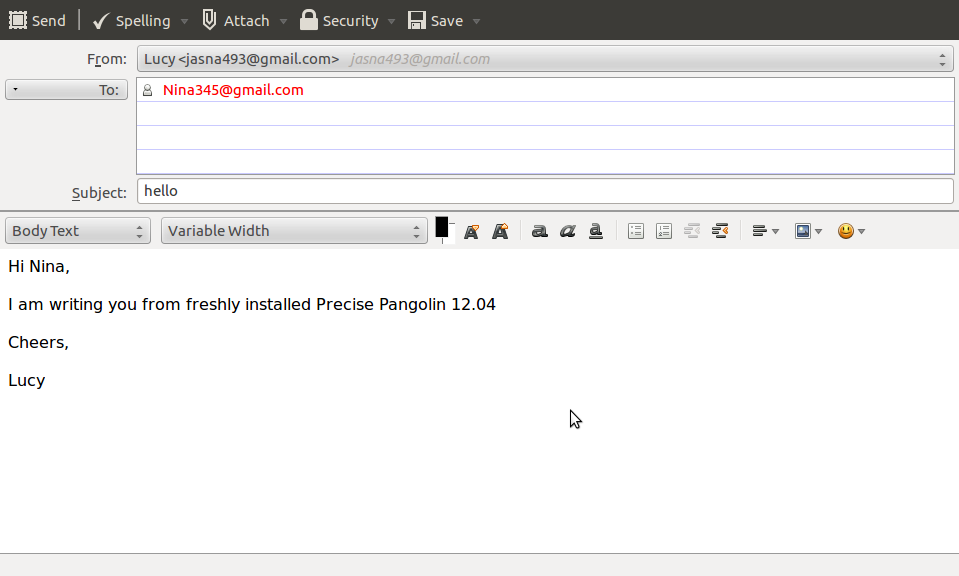 Send Spelling Attach Security Save
From: Lucy <jasna493@gmail.com> jasna493@gmail.com
To: Nina345@gmail.com
Subject: hello
Body Text Variable Width
Hi Nina,
I am writing you from freshly installed Precise Pangolin 12.04
Cheers,
Lucy